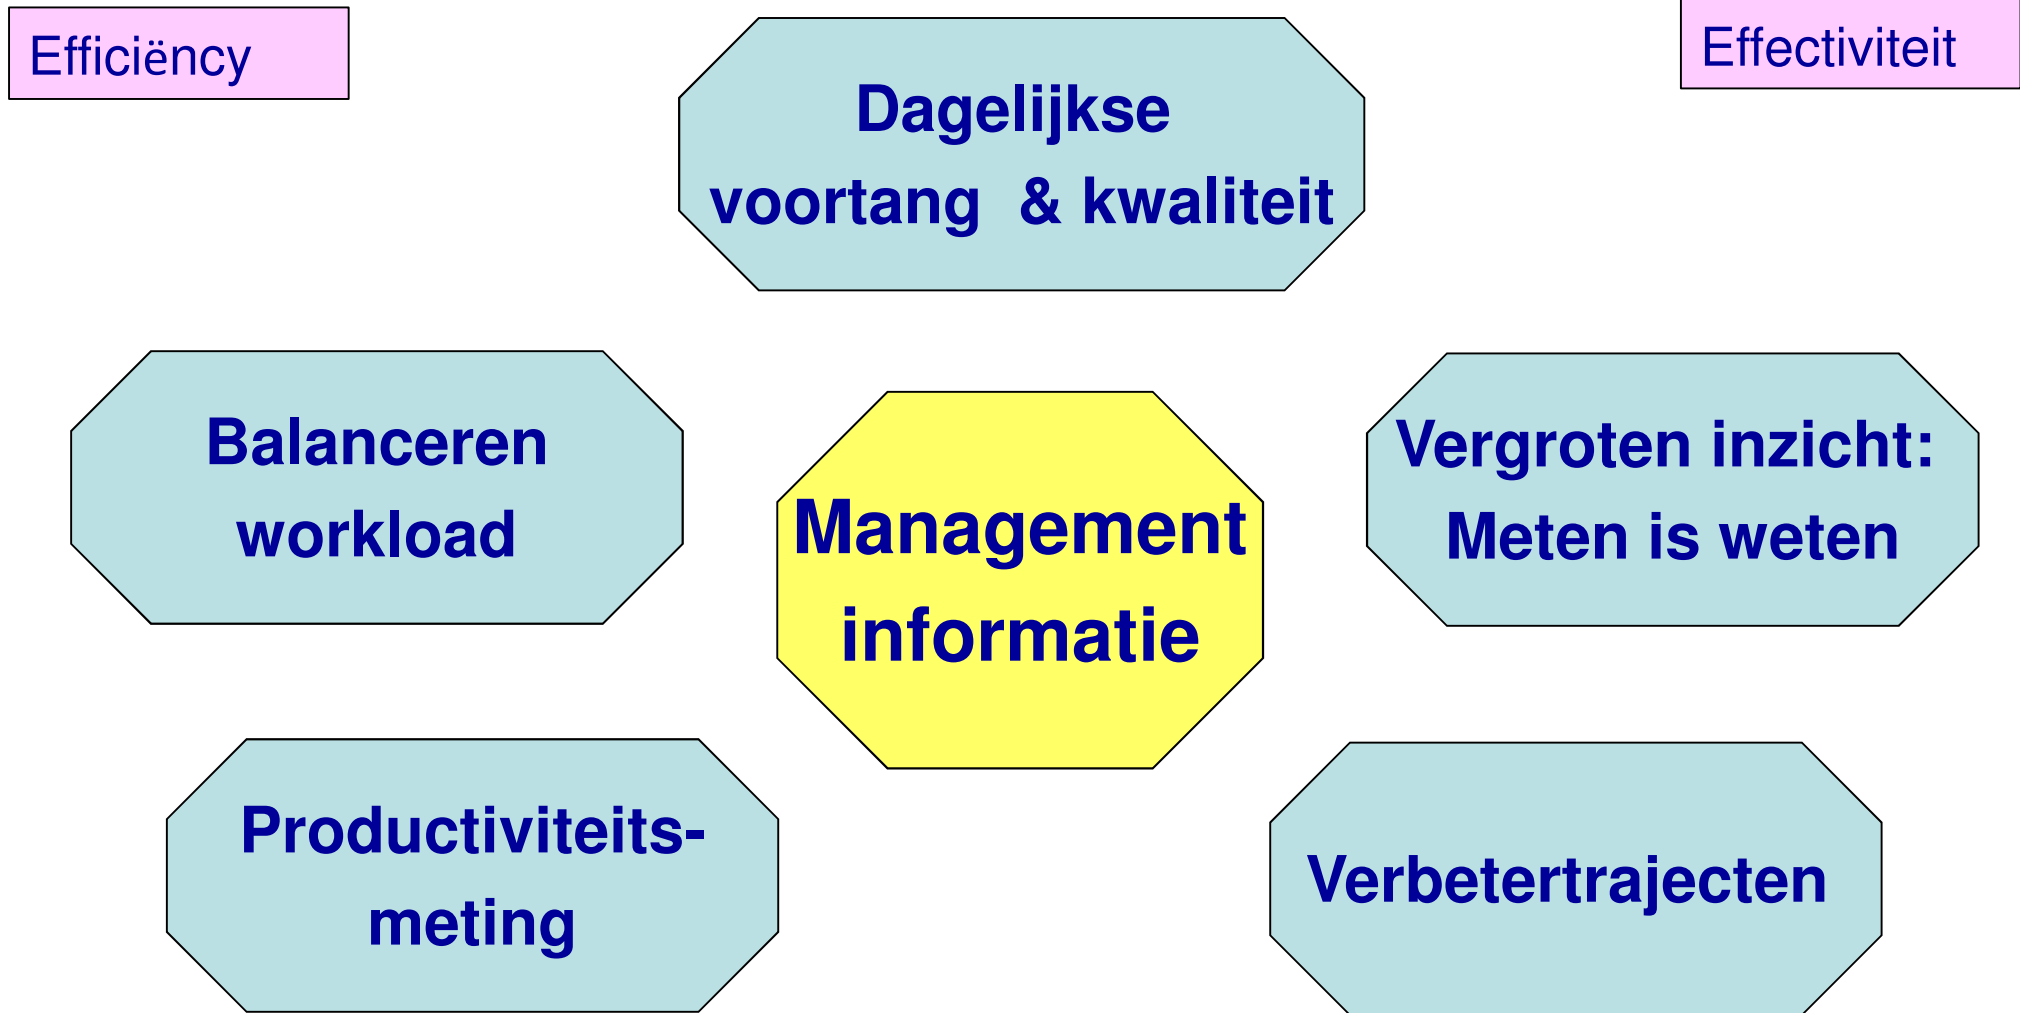 Efficiëncy
Effectiviteit
Dagelijkse
voortang & kwaliteit
Balanceren
workload
Management
informatie
Vergroten inzicht:
Meten is weten
Productiviteits-
meting
Verbetertrajecten